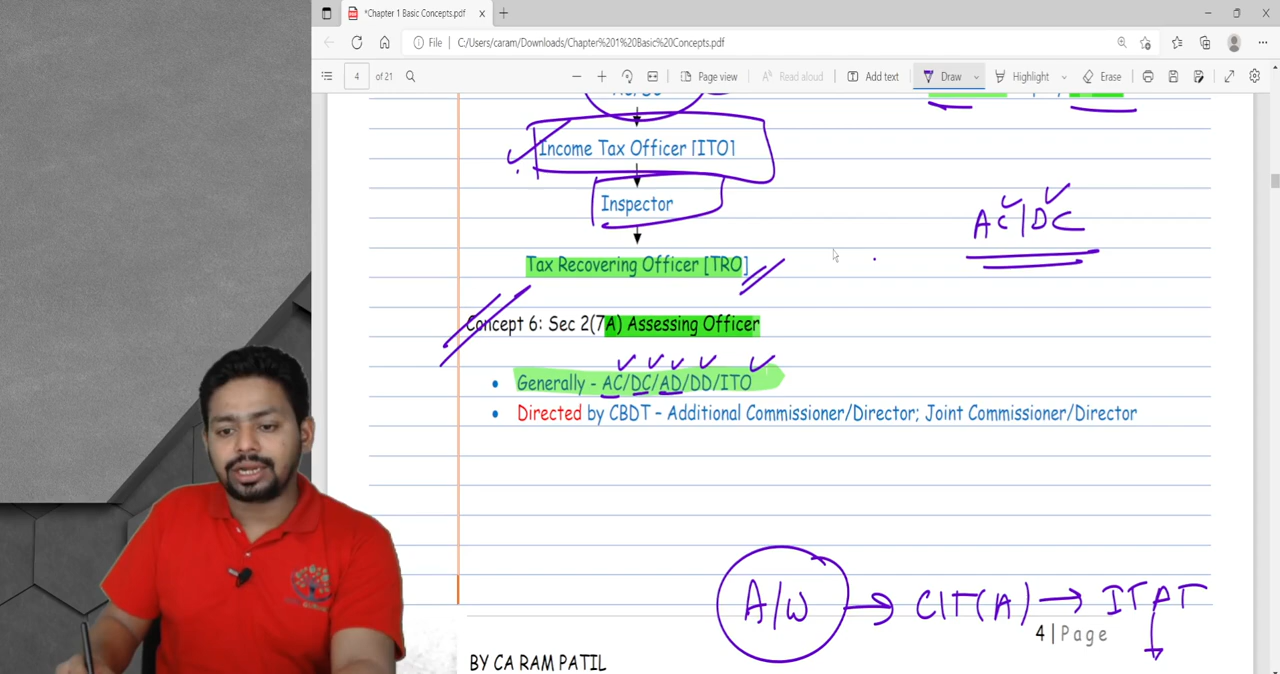 *Chapter 1 Basic Concepts.pdf
File C:/Users/caram/Downloads/Chapter%201%20Basic%20Concepts.pdf
4 of 21 Page view Read aloud Add text Draw Highlight Erase
Income Tax Officer [ITO]
Inspector
AC/DC
Tax Recovering Officer [TRO]
Concept 6: Sec 2(7A) Assessing Officer
• Generally - AC/DC/AD/DD/ITO
• Directed by CBDT – Additional Commissioner/Director; Joint Commissioner/Director
A/W → CIT(A) → ITAT
4 | Page
BY CA RAM PATIL